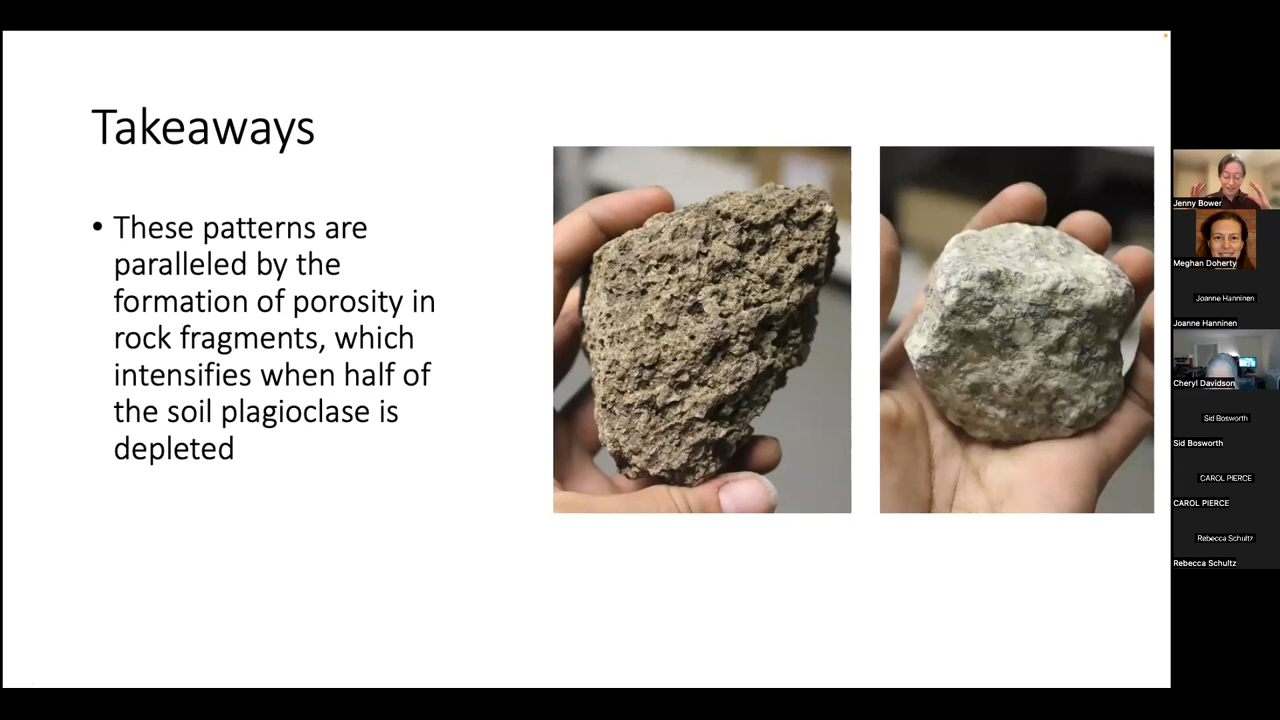 Takeaways
• These patterns are
paralleled by the
formation of porosity in
rock fragments, which
intensifies when half of
the soil plagioclase is
depleted
Jenny Bower
Meghan Doherty
Joanne Hanninen
Joanne Hanninen
Cheryl Davidson
Sid Bosworth
Sid Bosworth
CAROL PIERCE
CAROL PIERCE
Rebecca Schultz
Rebecca Schultz